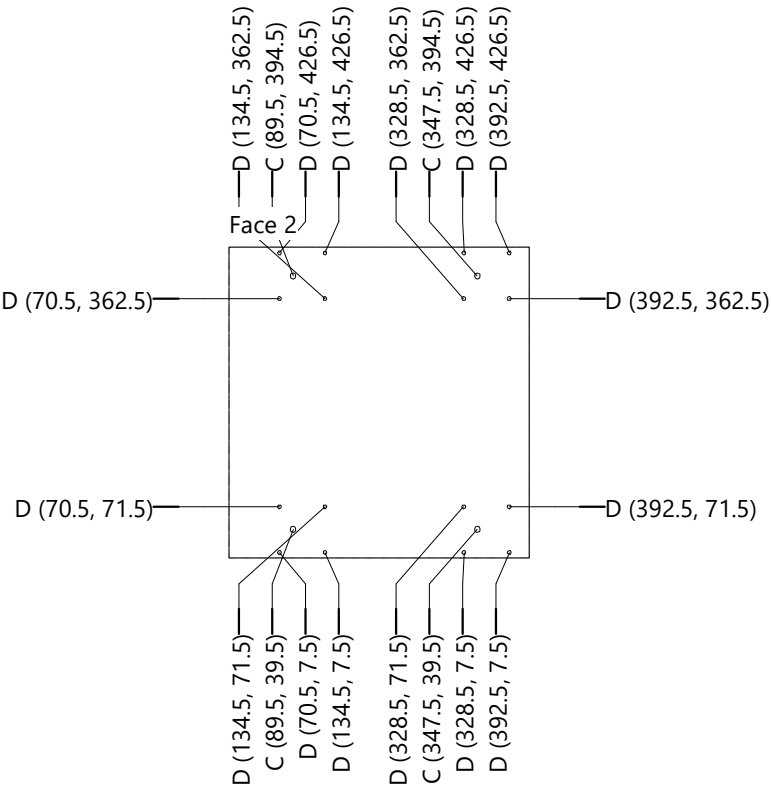 D (134.5, 362.5)
C (89.5, 394.5)
D (70.5, 426.5)
D (134.5, 426.5)
D (328.5, 362.5)
C (347.5, 394.5)
D (328.5, 426.5)
D (392.5, 426.5)
Face 2
D (70.5, 362.5)
D (392.5, 362.5)
D (70.5, 71.5)
D (392.5, 71.5)
D (134.5, 71.5)
C (89.5, 39.5)
D (70.5, 7.5)
D (134.5, 7.5)
D (328.5, 71.5)
C (347.5, 39.5)
D (328.5, 7.5)
D (392.5, 7.5)